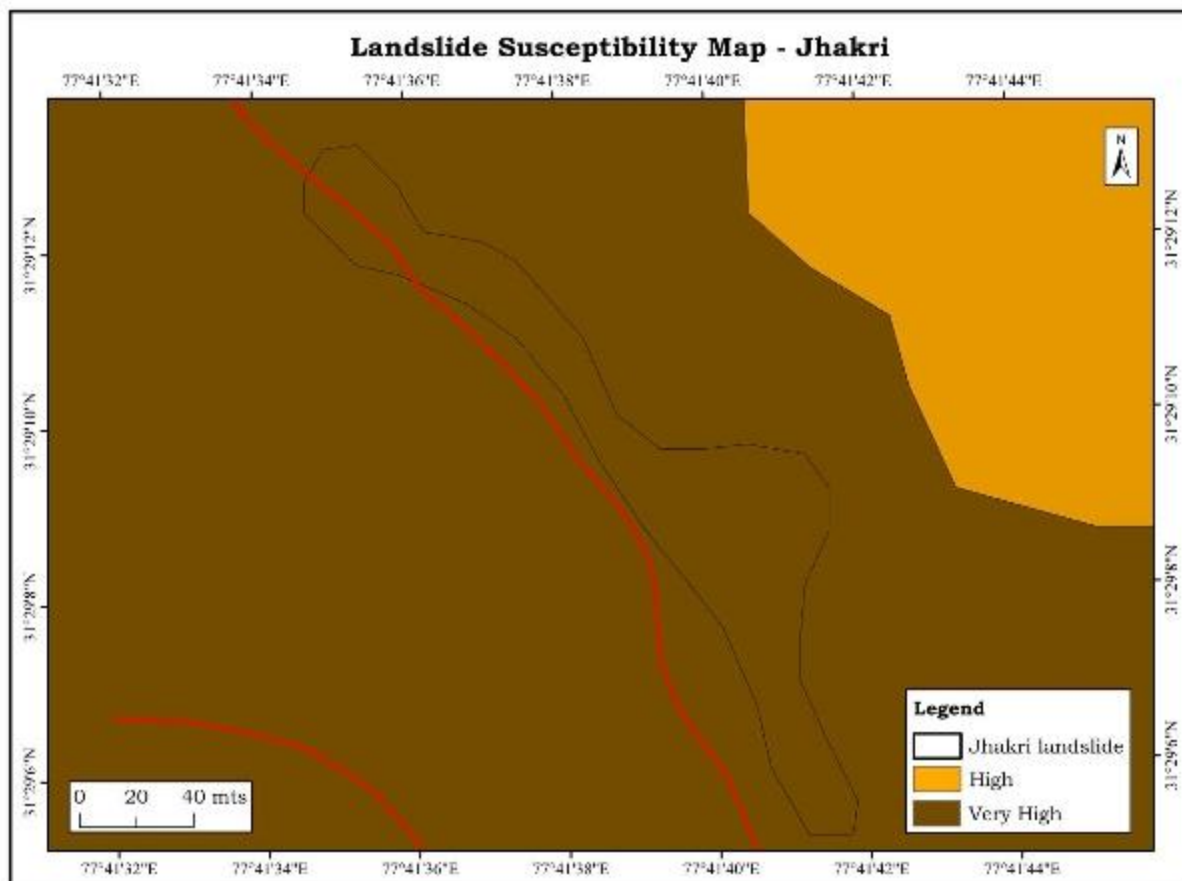 Landslide Susceptibility Map - Jhakri
77°41'32"E 77°41'34"E 77°41'36"E 77°41'38"E 77°41'40"E 77°41'42"E 77°41'44"E
N
31°29'12"N 31°29'12"N
31°29'10"N 31°29'10"N
31°29'8"N 31°29'8"N
31°29'6"N 31°29'6"N
Legend
Jhakri landslide
High
Very High
0 20 40 mts
77°41'32"E 77°41'34"E 77°41'36"E 77°41'38"E 77°41'40"E 77°41'42"E 77°41'44"E